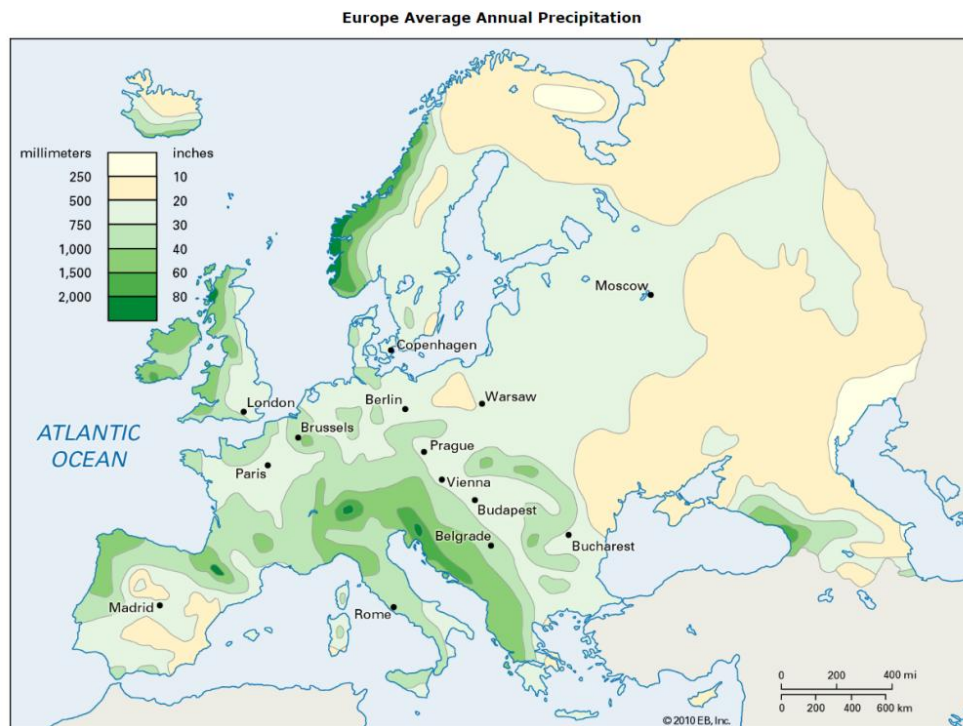 Europe Average Annual Precipitation
millimeters inches
250 10
500 20
750 30
1,000 40
1,500 60
2,000 80
Moscow
Copenhagen
London
Berlin
Warsaw
Brussels
ATLANTIC
OCEAN
Prague
Paris
Vienna
Budapest
Belgrade
Bucharest
Madrid
Rome
0 200 400 mi
0 200 400 600 km
© 2010 EB, Inc.